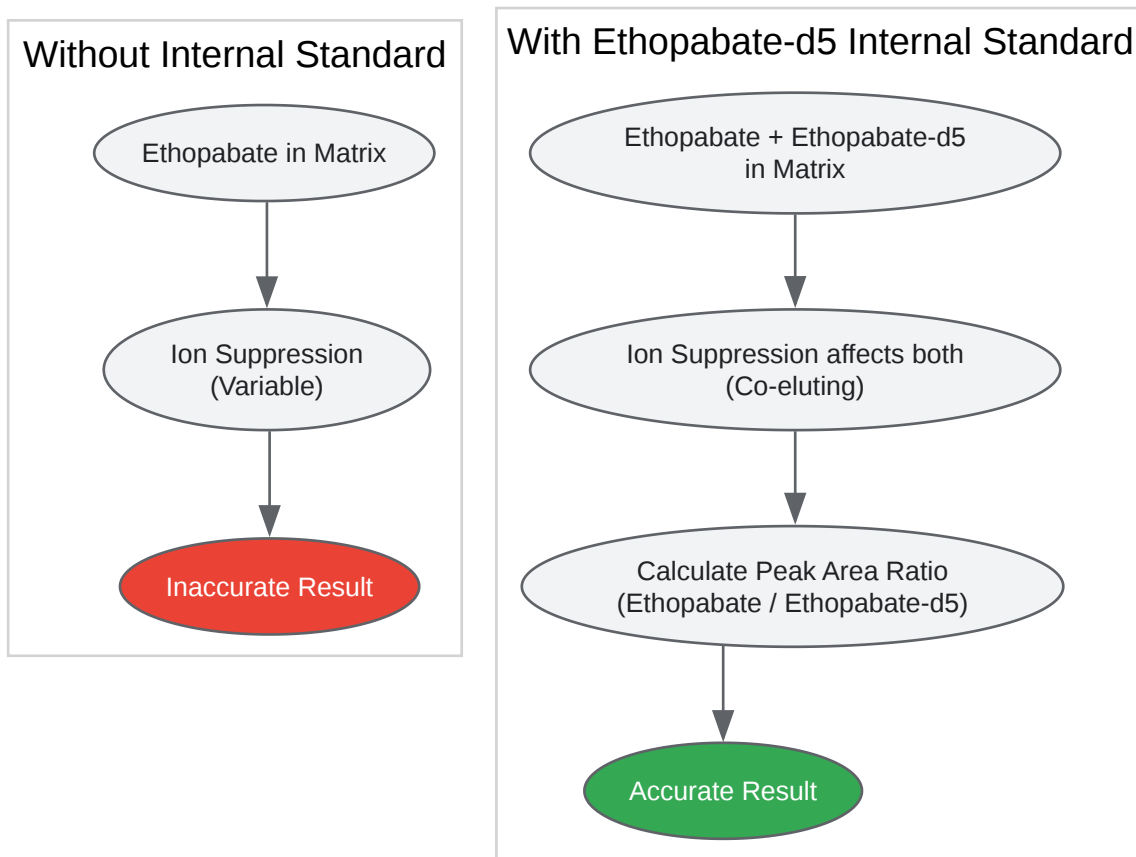 Without Internal Standard
Ethopabate in Matrix
Ion Suppression
(Variable)
Inaccurate Result
With Ethopabate-d5 Internal Standard
Ethopabate + Ethopabate-d5
in Matrix
Ion Suppression affects both
(Co-eluting)
Calculate Peak Area Ratio
(Ethopabate / Ethopabate-d5)
Accurate Result